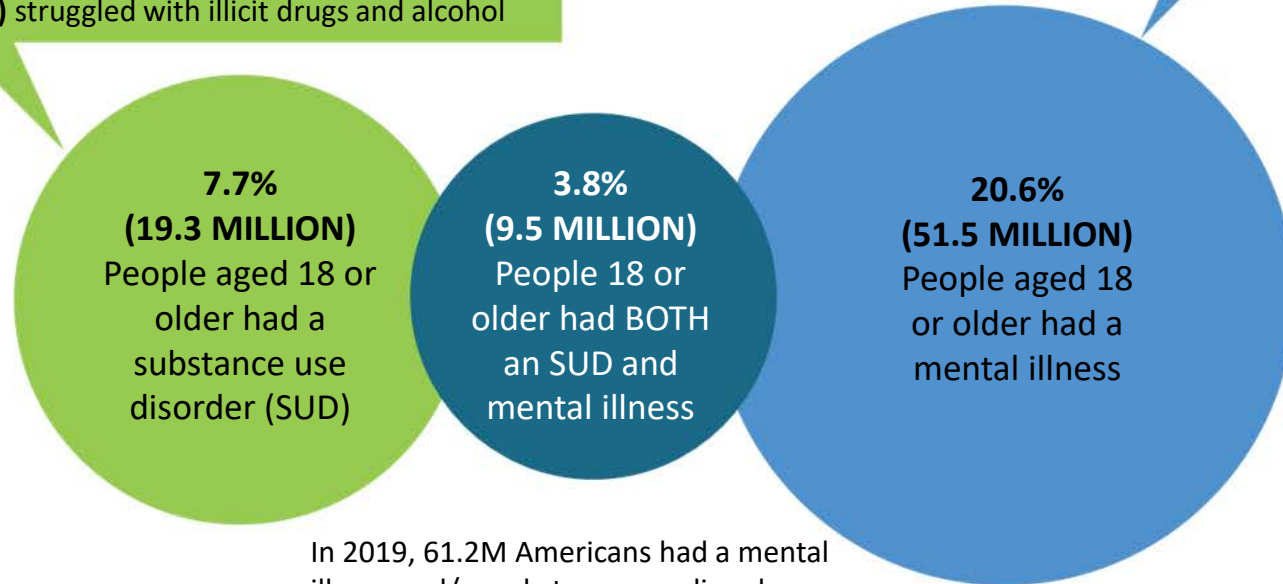 ) struggled with illicit drugs and alcohol
7.7%
(19.3 MILLION)
People aged 18 or
older had a
substance use
disorder (SUD)
3.8%
(9.5 MILLION)
People 18 or
older had BOTH
an SUD and
mental illness
20.6%
(51.5 MILLION)
People aged 18
or older had a
mental illness
In 2019, 61.2M Americans had a mental